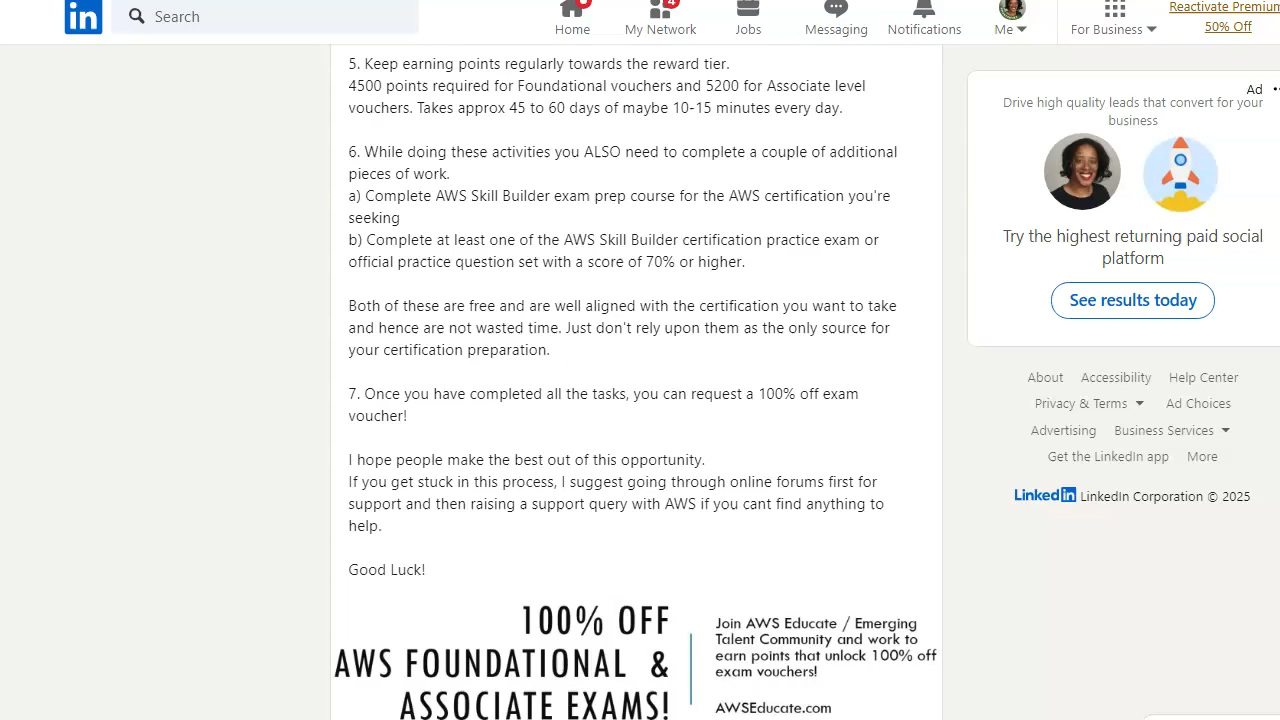 in
Search
4
Home
My Network
Jobs
Messaging
Notifications
Me
For Business
Reactivate Premium
50% Off
5. Keep earning points regularly towards the reward tier.
4500 points required for Foundational vouchers and 5200 for Associate level
vouchers. Takes approx 45 to 60 days of maybe 10-15 minutes every day.
6. While doing these activities you ALSO need to complete a couple of additional
pieces of work.
a) Complete AWS Skill Builder exam prep course for the AWS certification you're
seeking
b) Complete at least one of the AWS Skill Builder certification practice exam or
official practice question set with a score of 70% or higher.
Both of these are free and are well aligned with the certification you want to take
and hence are not wasted time. Just don't rely upon them as the only source for
your certification preparation.
7. Once you have completed all the tasks, you can request a 100% off exam
voucher!
I hope people make the best out of this opportunity.
If you get stuck in this process, I suggest going through online forums first for
support and then raising a support query with AWS if you cant find anything to
help.
Good Luck!
100% OFF
AWS FOUNDATIONAL &
ASSOCIATE EXAMS!
Join AWS Educate / Emerging
Talent Community and work to
earn points that unlock 100% off
exam vouchers!
AWSEducate.com
Ad
Drive high quality leads that convert for your
business
Try the highest returning paid social
platform
See results today
About Accessibility Help Center
Privacy & Terms Ad Choices
Advertising Business Services
Get the LinkedIn app More
LinkedIn LinkedIn Corporation © 2025